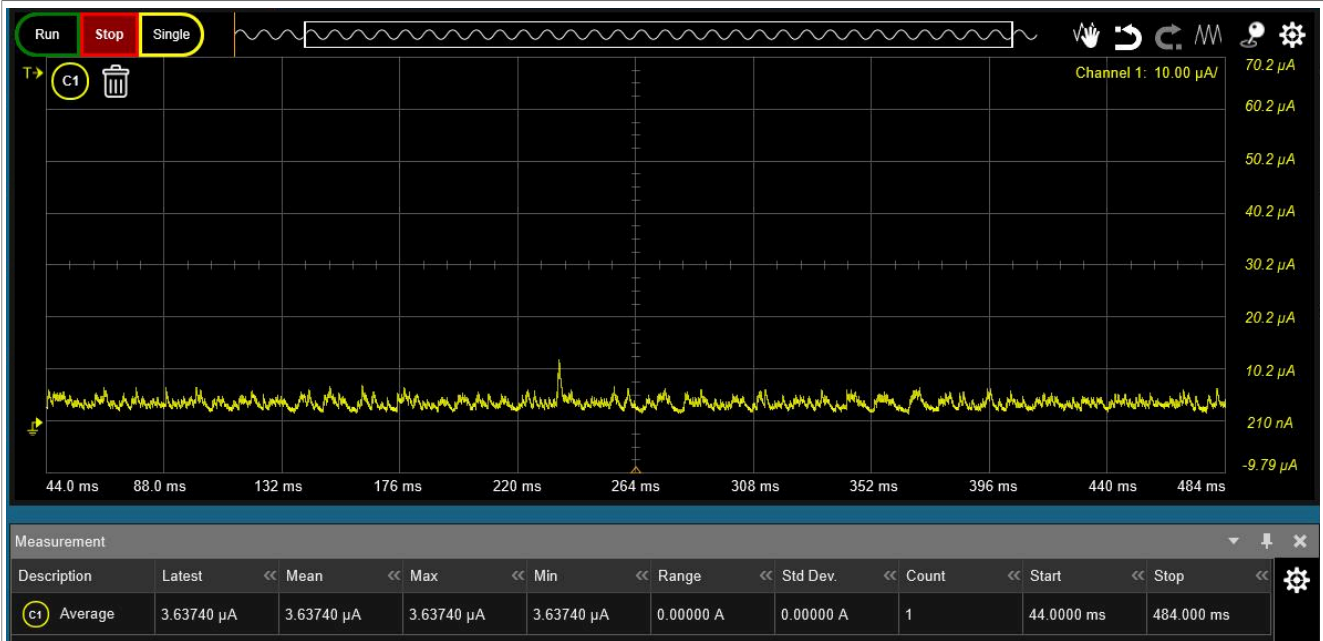 Run Stop Single
T C1 Channel 1: 10.00 µA/ 70.2 µA
60.2 µA
50.2 µA
40.2 µA
30.2 µA
20.2 µA
10.2 µA
210 nA
-9.79 µA
44.0 ms 88.0 ms 132 ms 176 ms 220 ms 264 ms 308 ms 352 ms 396 ms 440 ms 484 ms
Measurement
Description Latest Mean Max Min Range Std Dev. Count Start Stop
C1 Average 3.63740 µA 3.63740 µA 3.63740 µA 3.63740 µA 0.00000 A 0.00000 A 1 44.0000 ms 484.000 ms